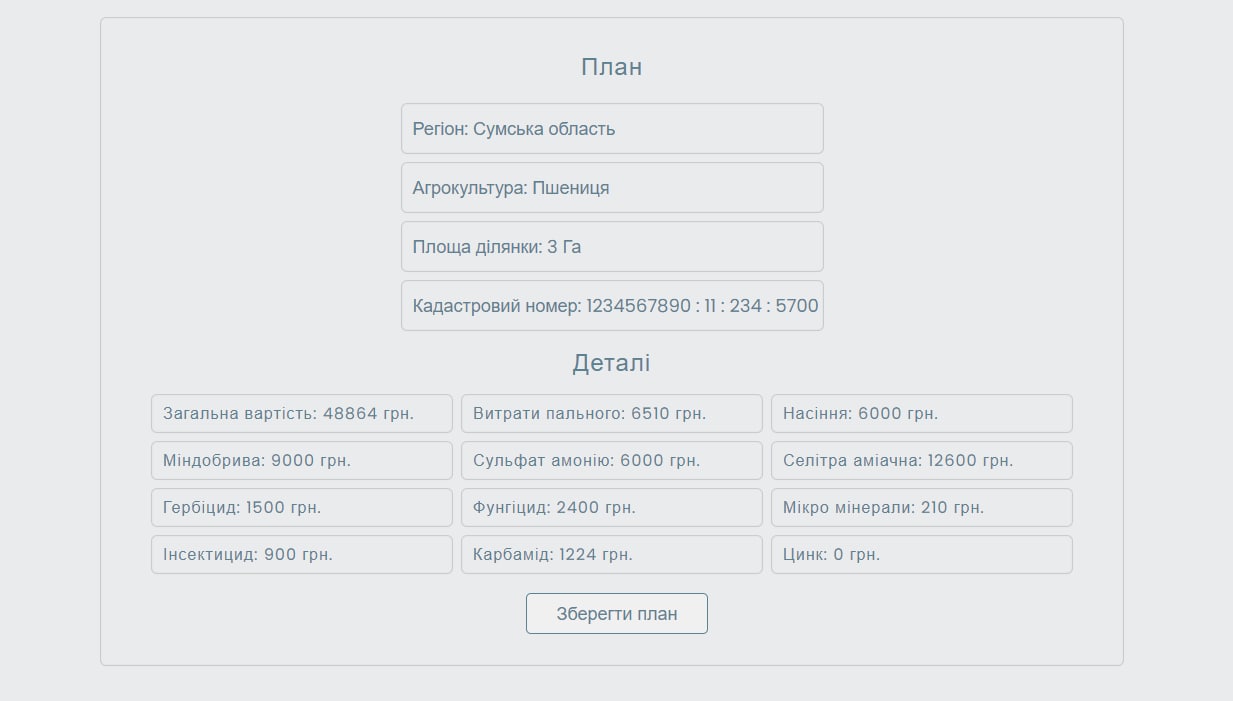 План
Регіон: Сумська область
Агрокультура: Пшениця
Площа ділянки: 3 Га
Кадастровий номер: 1234567890 : 11 : 234 : 5700
Деталі
Загальна вартість: 48864 грн.
Витрати пального: 6510 грн.
Насіння: 6000 грн.
Міндобрива: 9000 грн.
Сульфат амонію: 6000 грн.
Селітра аміачна: 12600 грн.
Гербіцид: 1500 грн.
Фунгіцид: 2400 грн.
Мікро мінерали: 210 грн.
Інсектицид: 900 грн.
Карбамід: 1224 грн.
Цинк: 0 грн.
Зберегти план